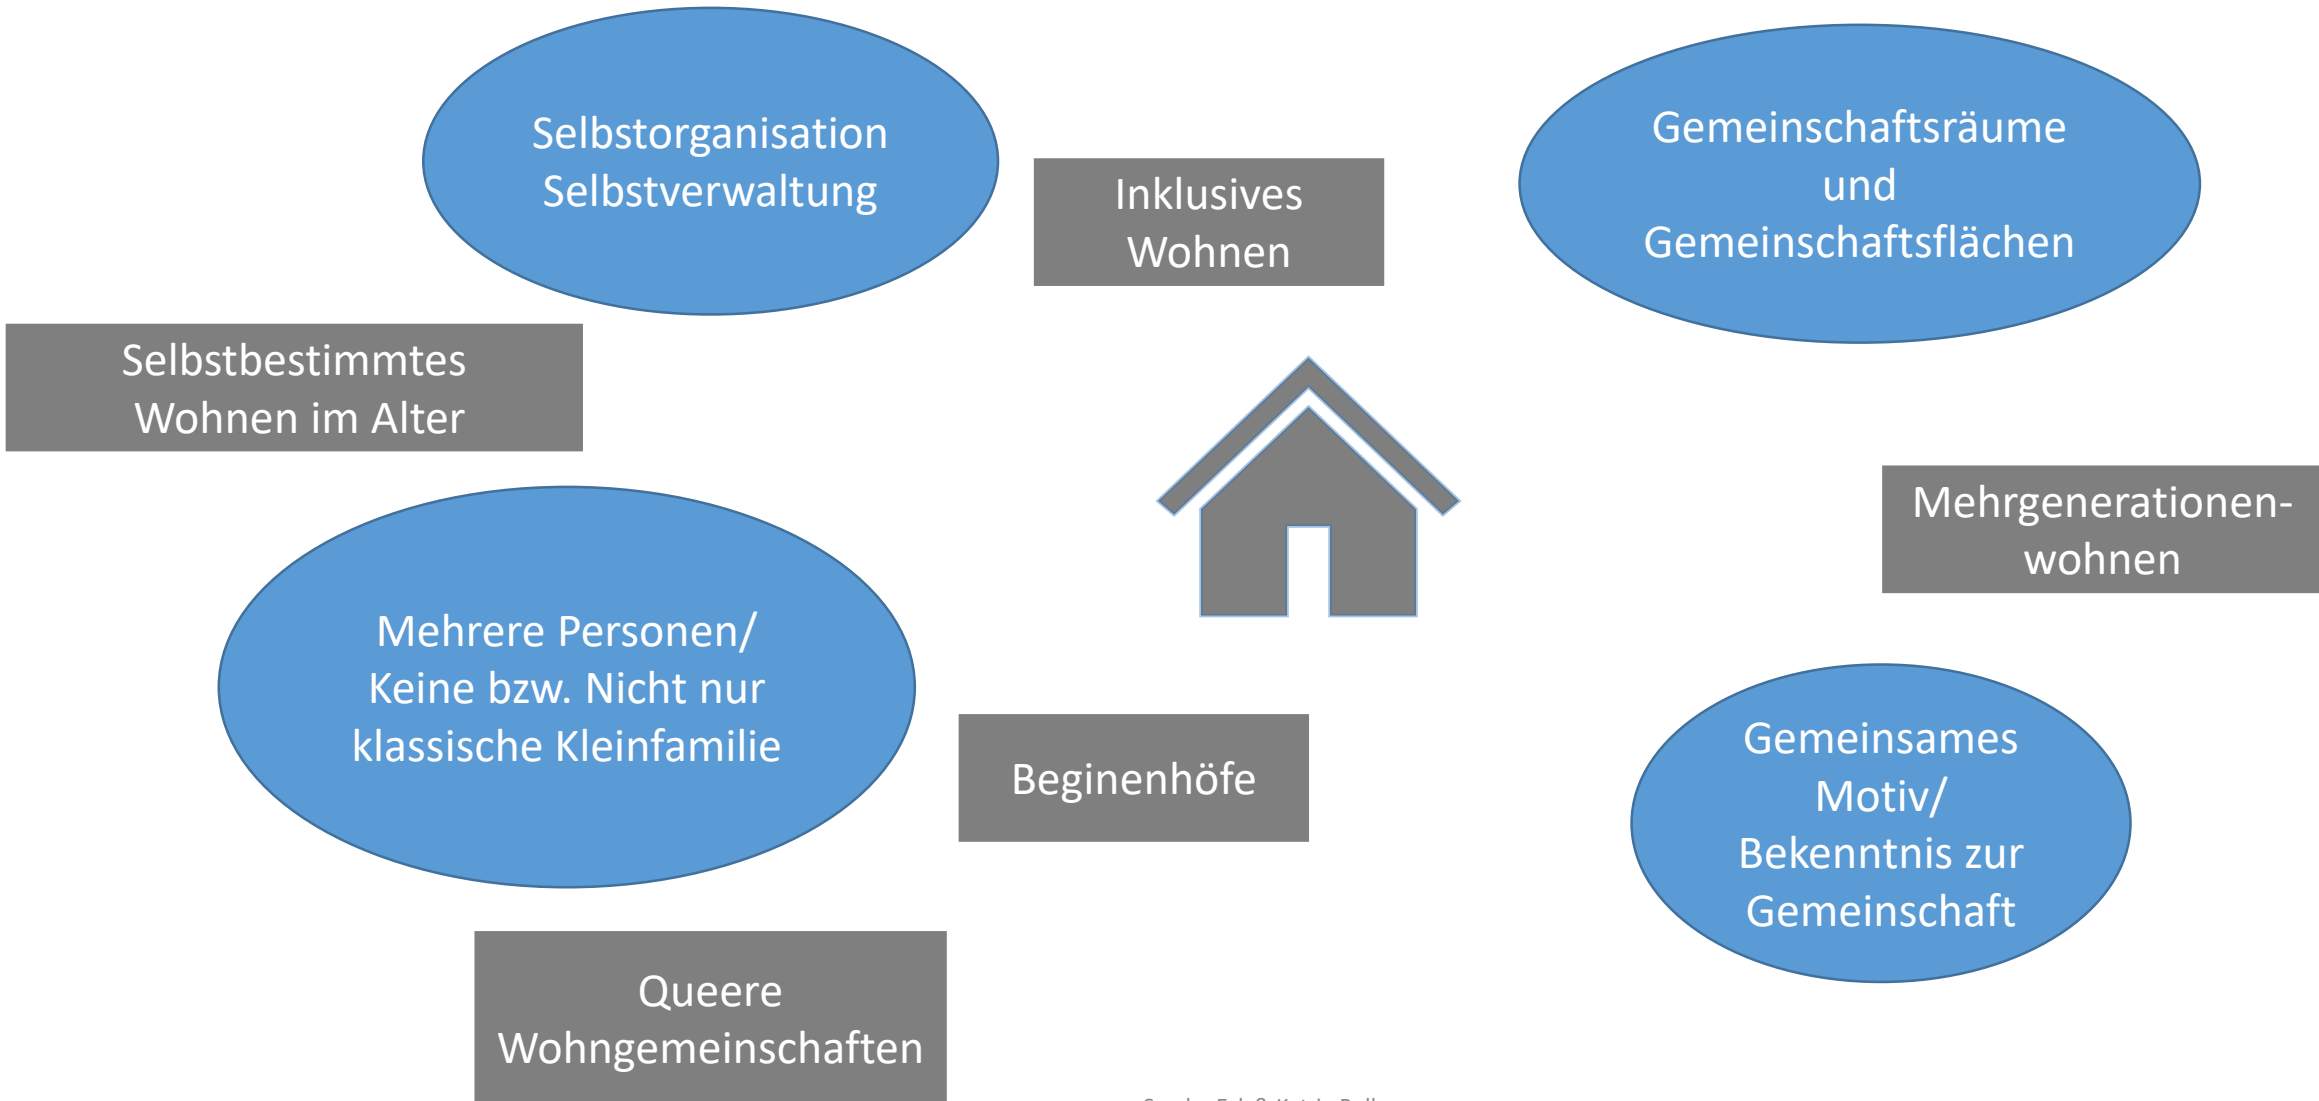 Selbstorganisation
Selbstverwaltung
Gemeinschaftsräume
und
Gemeinschaftsflächen
Inklusives
Wohnen
Selbstbestimmtes
Wohnen im Alter
Mehrgenerationen-
wohnen
Mehrere Personen/
Keine bzw. Nicht nur
klassische Kleinfamilie
Beginenhöfe
Gemeinsames
Motiv/
Bekenntnis zur
Gemeinschaft
Queere
Wohngemeinschaften